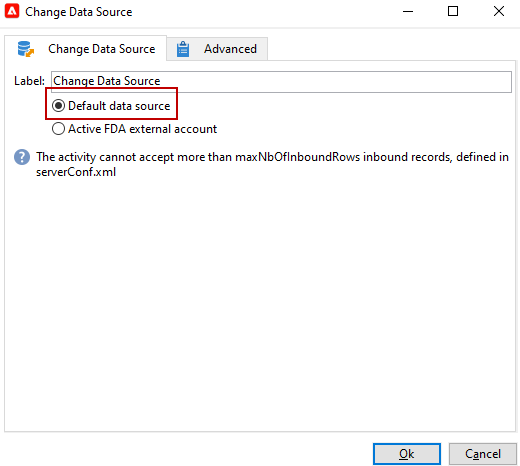 Change Data Source
Change Data Source
Advanced
Label: Change Data Source
Default data source
Active FDA external account
? The activity cannot accept more than maxNbOfInboundRows inbound records, defined in
serverConf.xml
Ok
Cancel